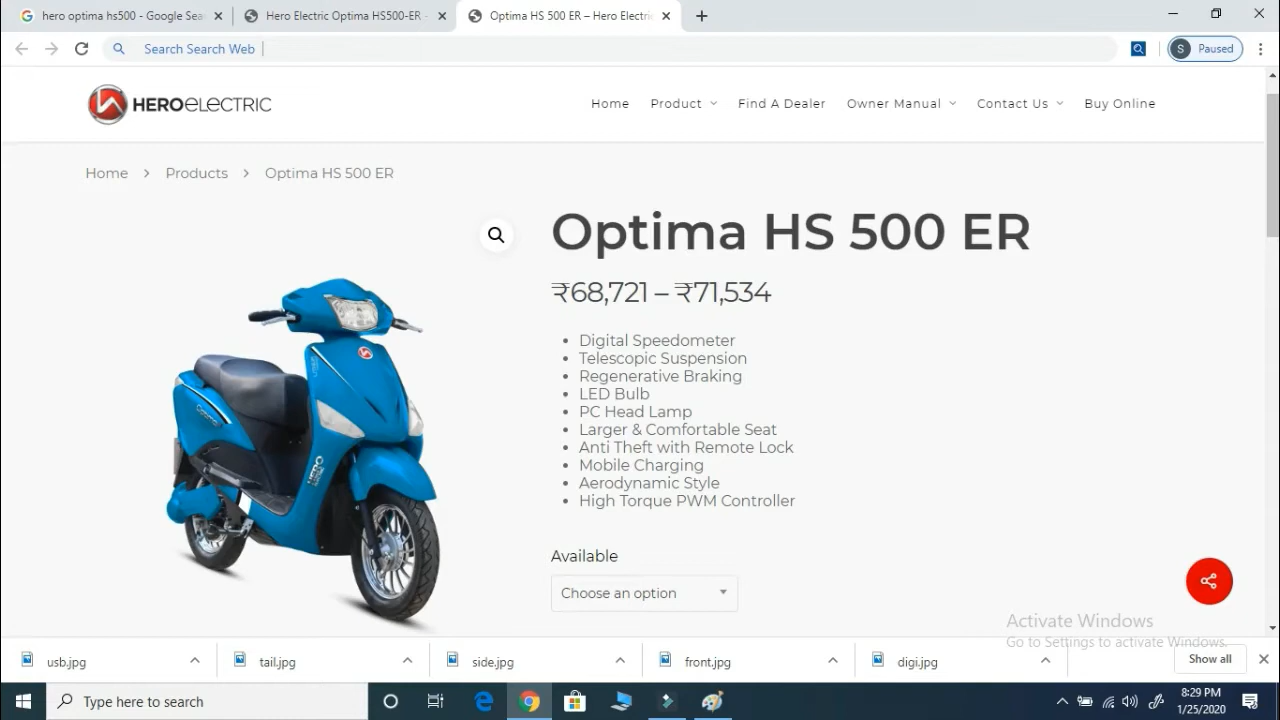 hero optima hs500 - Google Sea
Hero Electric Optima HS500-ER -
Optima HS 500 ER – Hero Electric
Search Search Web
S Paused
HEROELECTRIC
Home Product Find A Dealer Owner Manual Contact Us Buy Online
Home > Products > Optima HS 500 ER
Optima HS 500 ER
₹68,721 – ₹71,534
• Digital Speedometer
• Telescopic Suspension
• Regenerative Braking
• LED Bulb
• PC Head Lamp
• Larger & Comfortable Seat
• Anti Theft with Remote Lock
• Mobile Charging
• Aerodynamic Style
• High Torque PWM Controller
Available
Choose an option
Activate Windows
Go to Settings to activate Windows.
usb.jpg
tail.jpg
side.jpg
front.jpg
digi.jpg
Show all
Type here to search
8:29 PM
1/25/2020